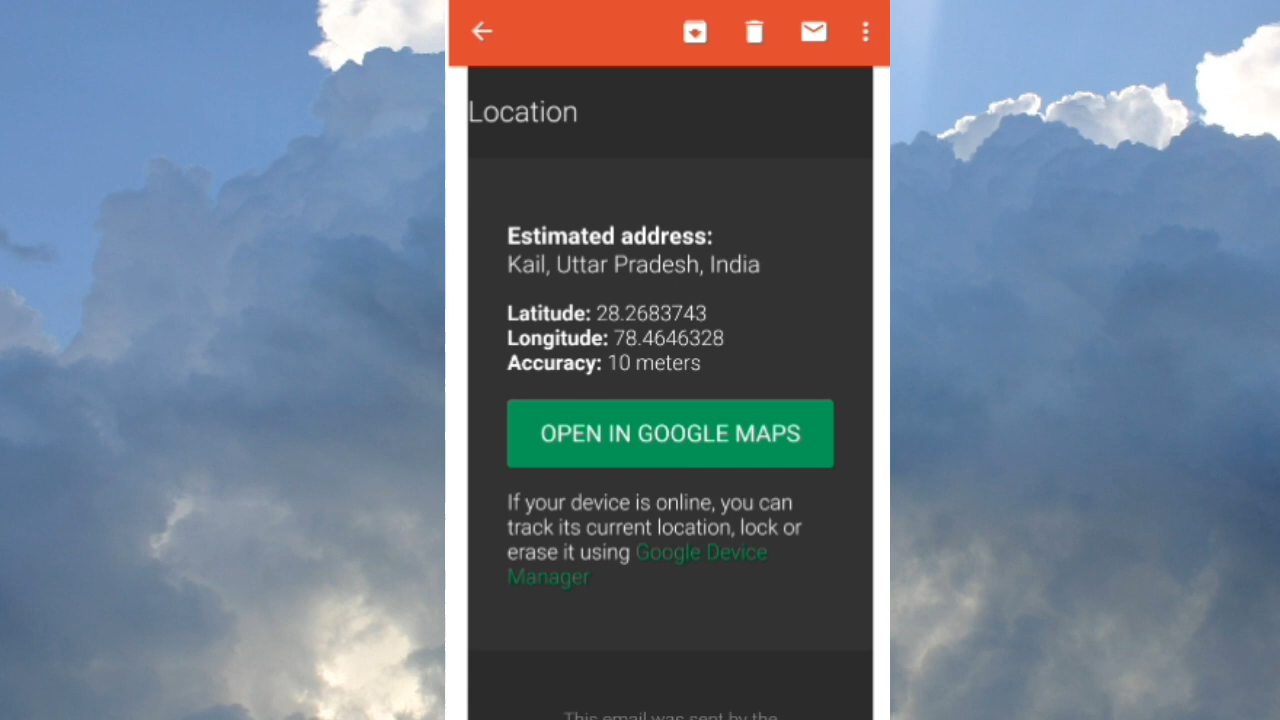 Location
Estimated address:
Kail, Uttar Pradesh, India
Latitude: 28.2683743
Longitude: 78.4646328
Accuracy: 10 meters
OPEN IN GOOGLE MAPS
If your device is online, you can
track its current location, lock or
erase it using Google Device
Manager
This email was sent by the